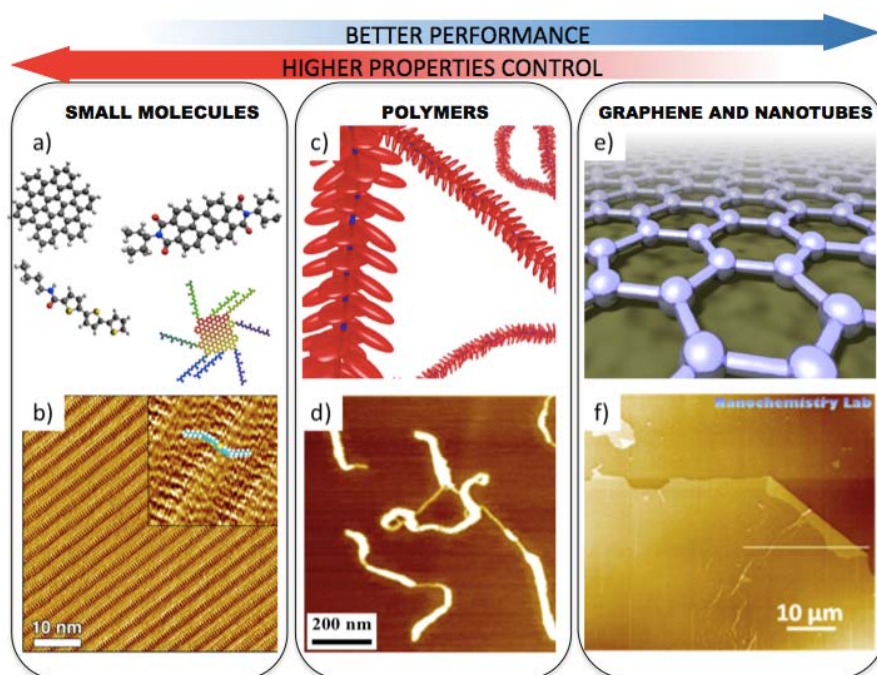 BETTER PERFORMANCE
HIGHER PROPERTIES CONTROL
SMALL MOLECULES
POLYMERS
GRAPHENE AND NANOTUBES
a)
c)
e)
b)
d)
f)
Nanochemistry Lab
10 nm
200 nm
10 μm